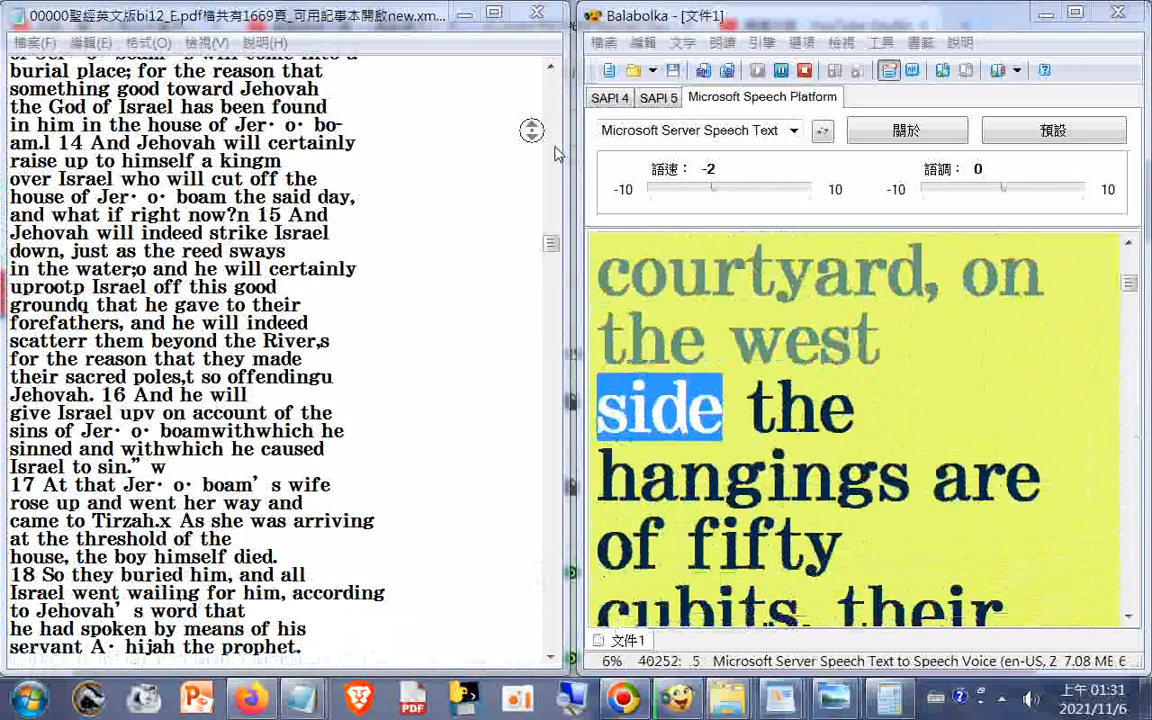 00000聖經英文版bi12_E.pdf檔共有1669頁_可用記事本開啟new.xm...
檔案(F) 編輯(E) 格式(O) 檢視(V) 說明(H)
burial place; for the reason that
something good toward Jehovah
the God of Israel has been found
in him in the house of Jer· o· bo-
am.l 14 And Jehovah will certainly
raise up to himself a kingm
over Israel who will cut off the
house of Jer· o· boam the said day,
and what if right now?n 15 And
Jehovah will indeed strike Israel
down, just as the reed sways
in the water;o and he will certainly
uprootp Israel off this good
groundq that he gave to their
forefathers, and he will indeed
scatterr them beyond the River,s
for the reason that they made
their sacred poles,t so offendingu
Jehovah. 16 And he will
give Israel upv on account of the
sins of Jer· o· boamwithwhich he
sinned and withwhich he caused
Israel to sin.” w
17 At that Jer· o· boam’ s wife
rose up and went her way and
came to Tirzah.x As she was arriving
at the threshold of the
house, the boy himself died.
18 So they buried him, and all
Israel went wailing for him, according
to Jehovah’ s word that
he had spoken by means of his
servant A· hijah the prophet.
Balabolka - [文件1]
檔案 編輯 文字 朗讀 引擎 選項 檢視 工具 書籤 說明
SAPI 4 SAPI 5 Microsoft Speech Platform
Microsoft Server Speech Text 關於 預設
語速： -2 語調： 0
-10 10 -10 10
courtyard, on
the west
side the
hangings are
of fifty
cubits, their
文件1
6% 40252: .5 Microsoft Server Speech Text to Speech Voice (en-US, Z 7.08 MB 6
上午 01:31
2021/11/6